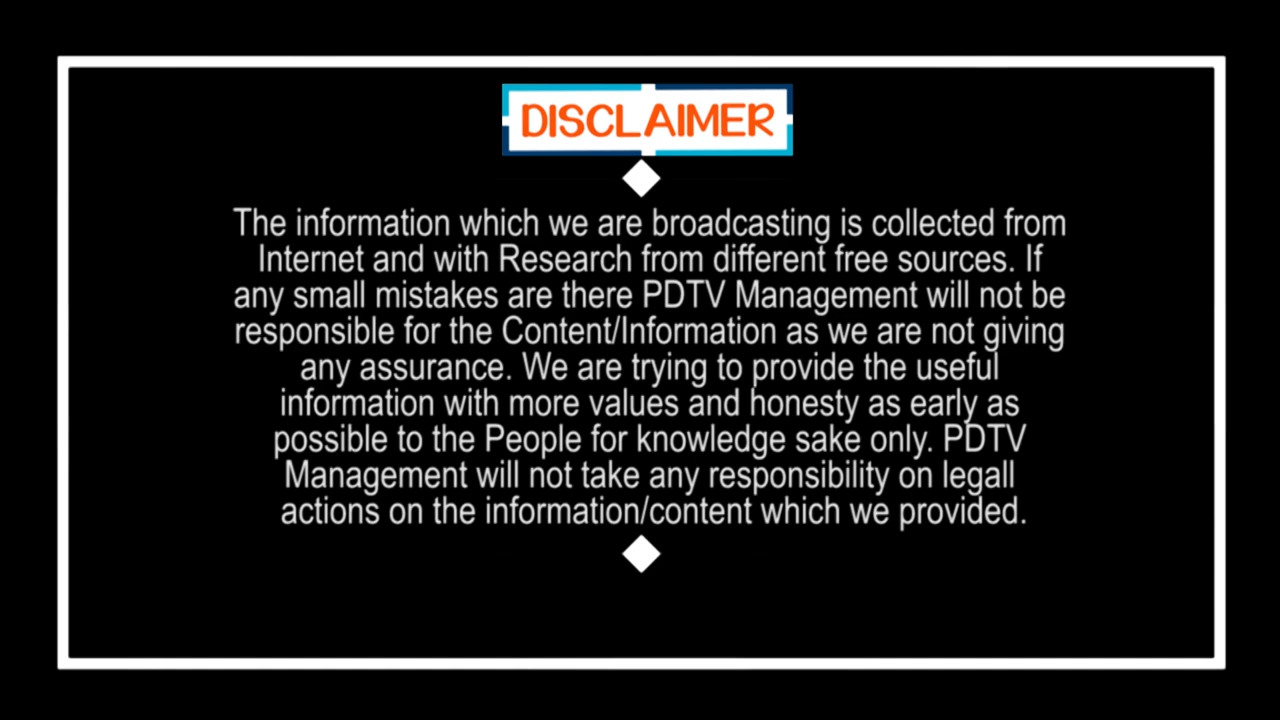 DISCLAIMER
The information which we are broadcasting is collected from
Internet and with Research from different free sources. If
any small mistakes are there PDTV Management will not be
responsible for the Content/Information as we are not giving
any assurance. We are trying to provide the useful
information with more values and honesty as early as
possible to the People for knowledge sake only. PDTV
Management will not take any responsibility on legall
actions on the information/content which we provided.